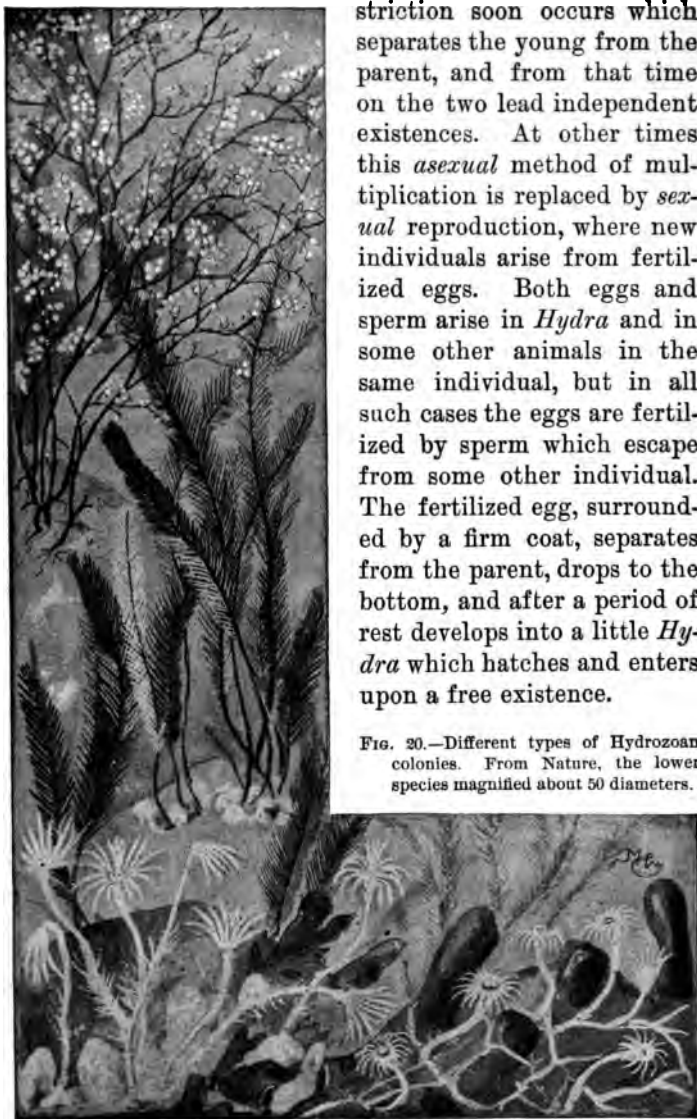 striction soon occurs which
separates the young from the
parent, and from that time
on the two lead independent
existences. At other times
this asexual method of mul-
tiplication is replaced by sex-
ual reproduction, where new
individuals arise from fertil-
ized eggs. Both eggs and
sperm arise in Hydra and in
some other animals in the
same individual, but in all
such cases the eggs are fertil-
ized by sperm which escape
from some other individual.
The fertilized egg, surround-
ed by a firm coat, separates
from the parent, drops to the
bottom, and after a period of
rest develops into a little Hy-
dra which hatches and enters
upon a free existence.
FIG. 20.—Different types of Hydrozoan
colonies. From Nature, the lower
species magnified about 50 diameters.